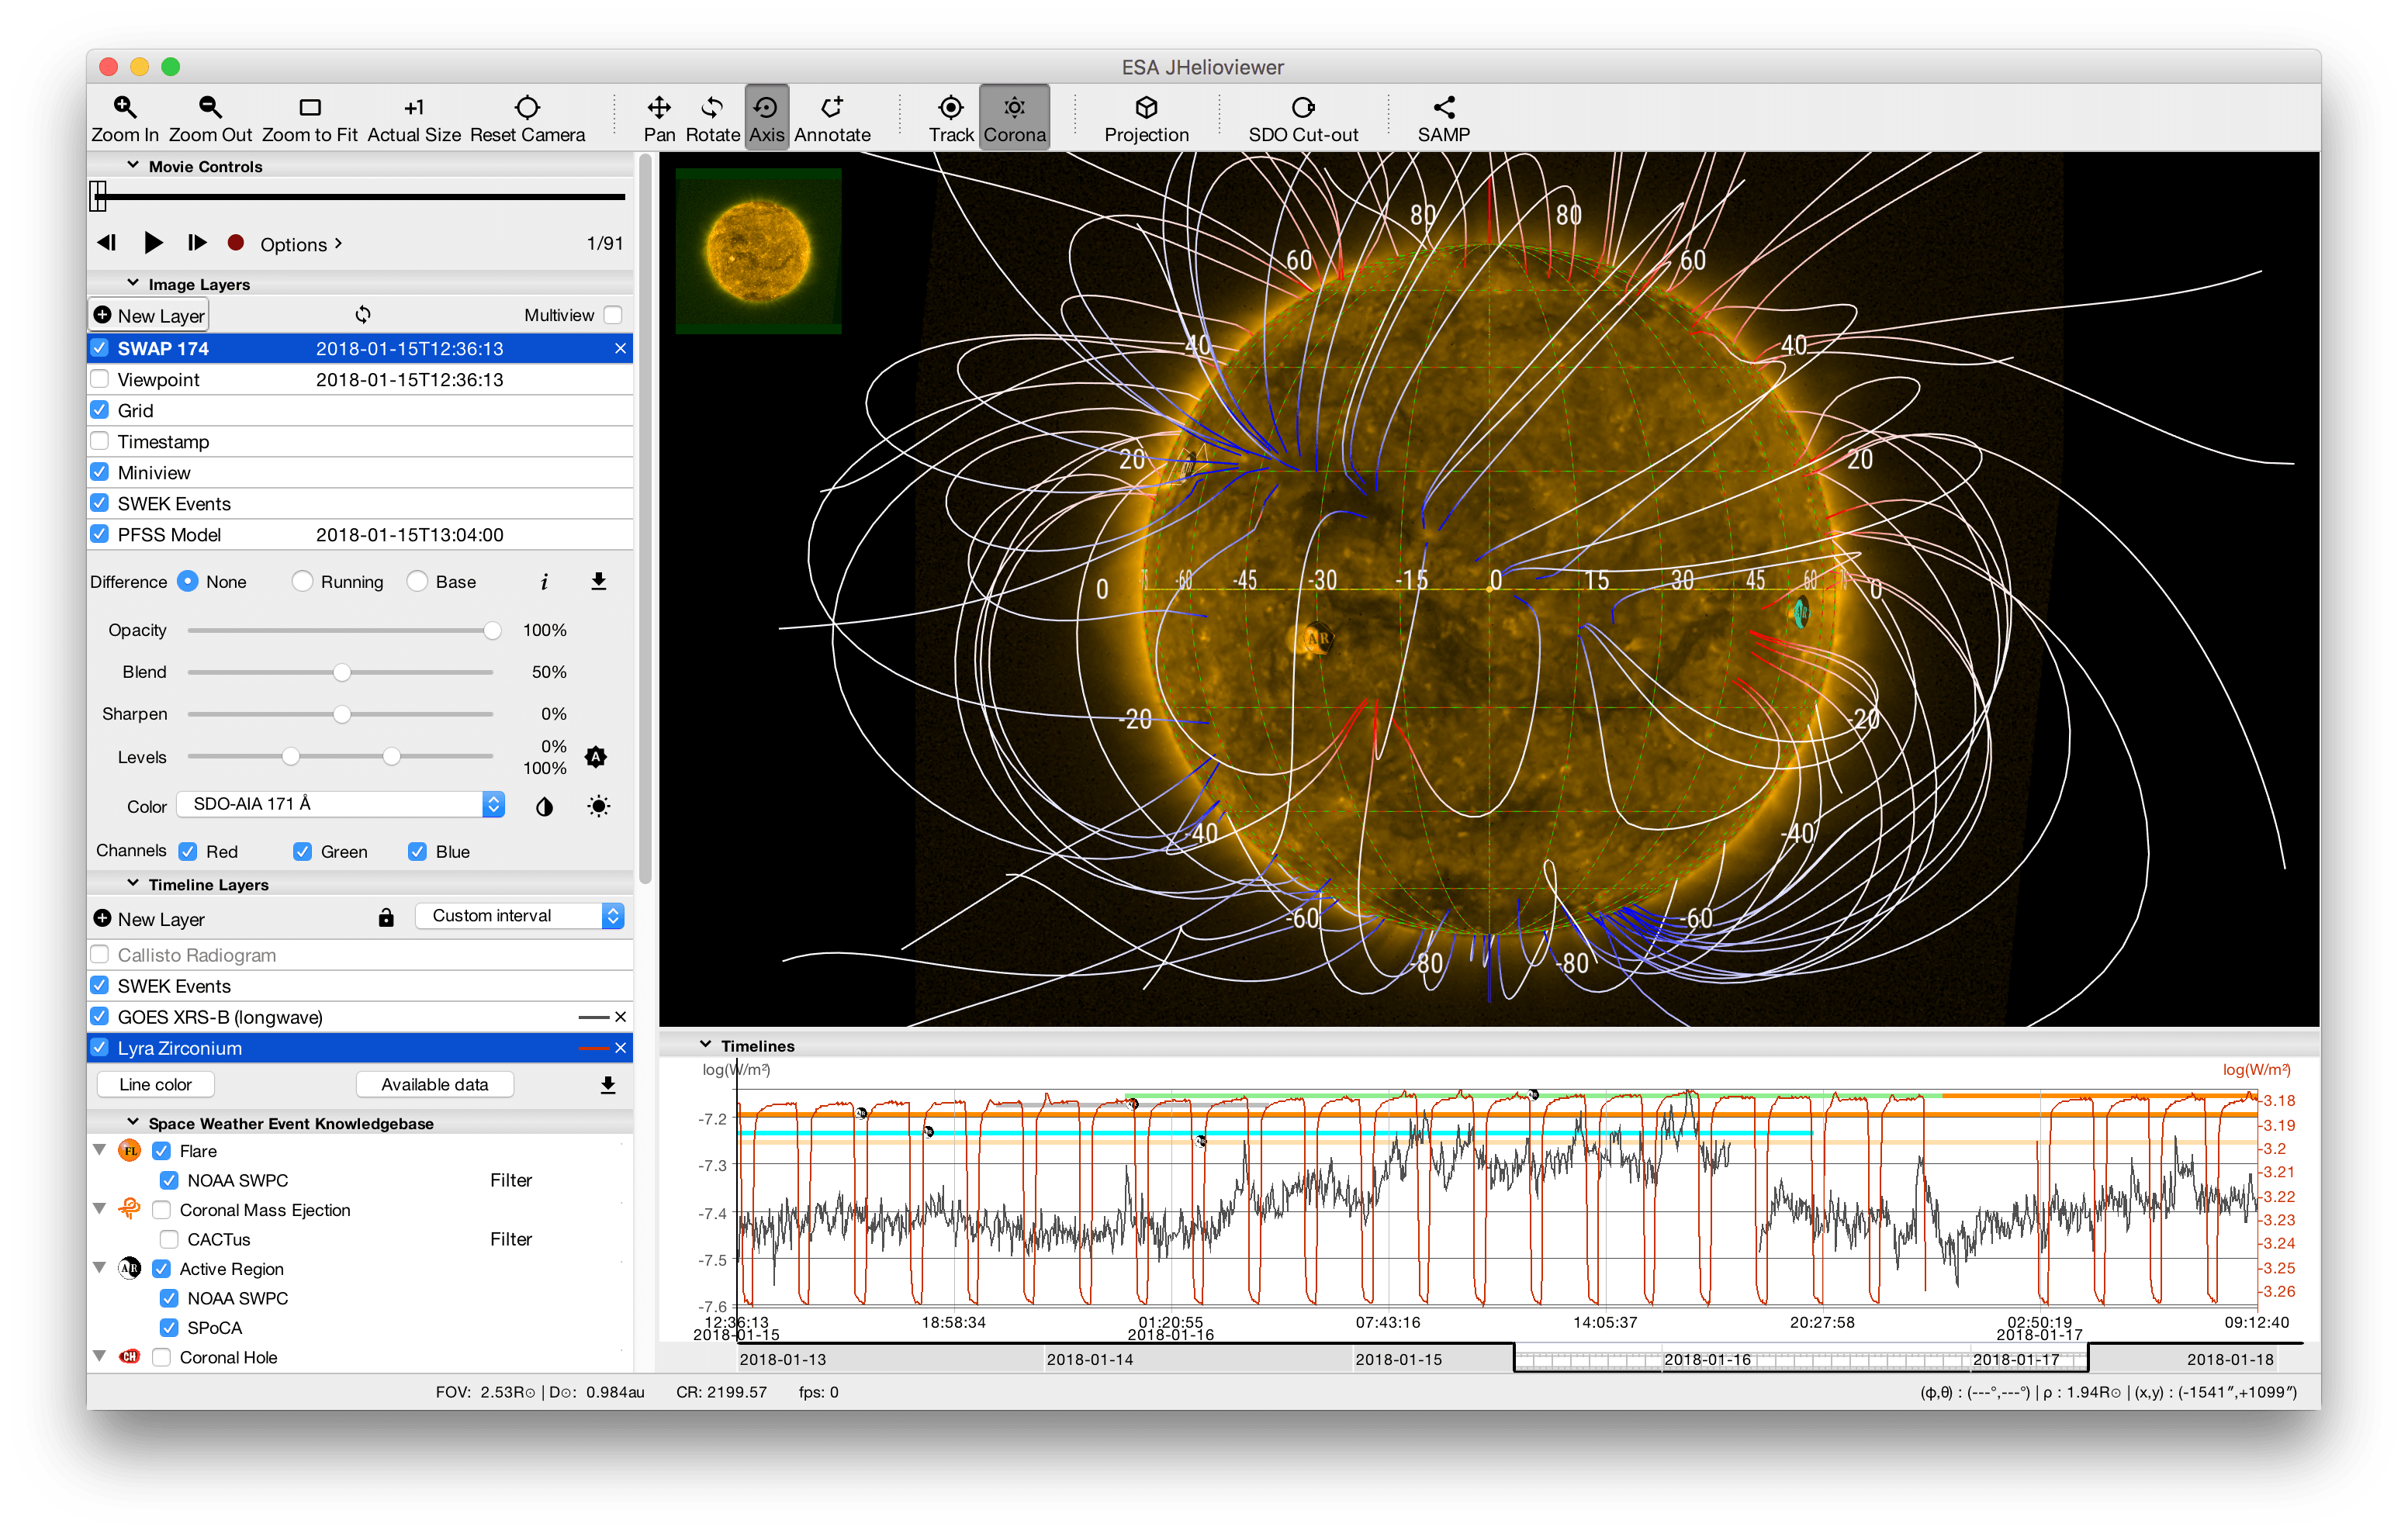 ESA JHelioviewer
Zoom In Zoom Out Zoom to Fit Actual Size Reset Camera Pan Rotate Axis Annotate Track Corona Projection SDO Cut-out SAMP
+1
Movie Controls
Options 1/91
Image Layers
New Layer Multiview
SWAP 174 2018-01-15T12:36:13
Viewpoint 2018-01-15T12:36:13
Grid
Timestamp
Miniview
SWEK Events
PFSS Model 2018-01-15T13:04:00
Difference None Running Base i
Opacity 100%
Blend 50%
Sharpen 0%
Levels 0%
100%
A
Color SDO-AIA 171 Å
Channels Red Green Blue
Timeline Layers
New Layer Custom interval
Callisto Radiogram
SWEK Events
GOES XRS-B (longwave)
Lyra Zirconium
Line color Available data
Space Weather Event Knowledgebase
FL Flare
NOAA SWPC Filter
Coronal Mass Ejection
CACTus Filter
AR Active Region
NOAA SWPC
SPoCA
CH Coronal Hole
80 80
60 60
40 40
20 20
0 -60 -45 -30 -15 0 15 30 45 60 0
AR AR
-20 -20
-40 -40
-60 -60
-80 -80
Timelines
log(W/m²) log(W/m²)
-7.2
-7.3
-7.4
-7.5
-7.6
-3.18
-3.19
-3.2
-3.21
-3.22
-3.23
-3.24
-3.25
-3.26
12:36:13 18:58:34 01:20:55 07:43:16 14:05:37 20:27:58 02:50:19 09:12:40
2018-01-15 2018-01-16 2018-01-17
2018-01-13 2018-01-14 2018-01-15 2018-01-16 2018-01-17 2018-01-18
FOV: 2.53R⊙ | D⊙: 0.984au CR: 2199.57 fps: 0 (φ,θ) : (---°,---°) | ρ : 1.94R⊙ | (x,y) : (-1541″,+1099″)